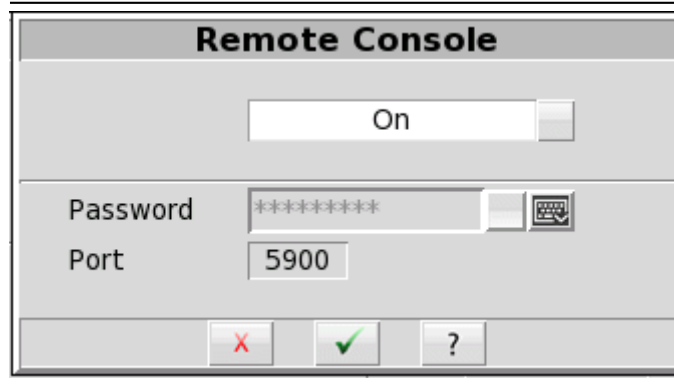 Remote Console
On
Password *********
Port 5900
X ?